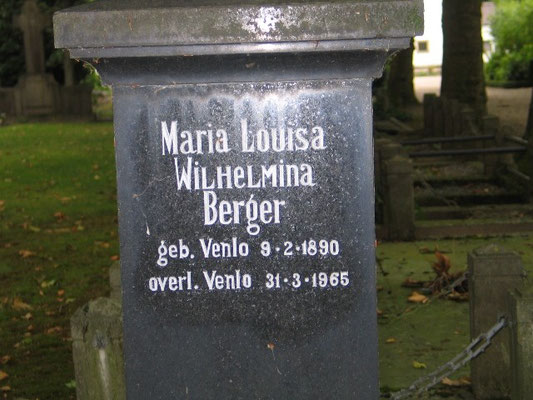 Maria Louisa
Wilhelmina
Berger
geb. Venlo 9·2·1890
overl. Venlo 31·3·1965